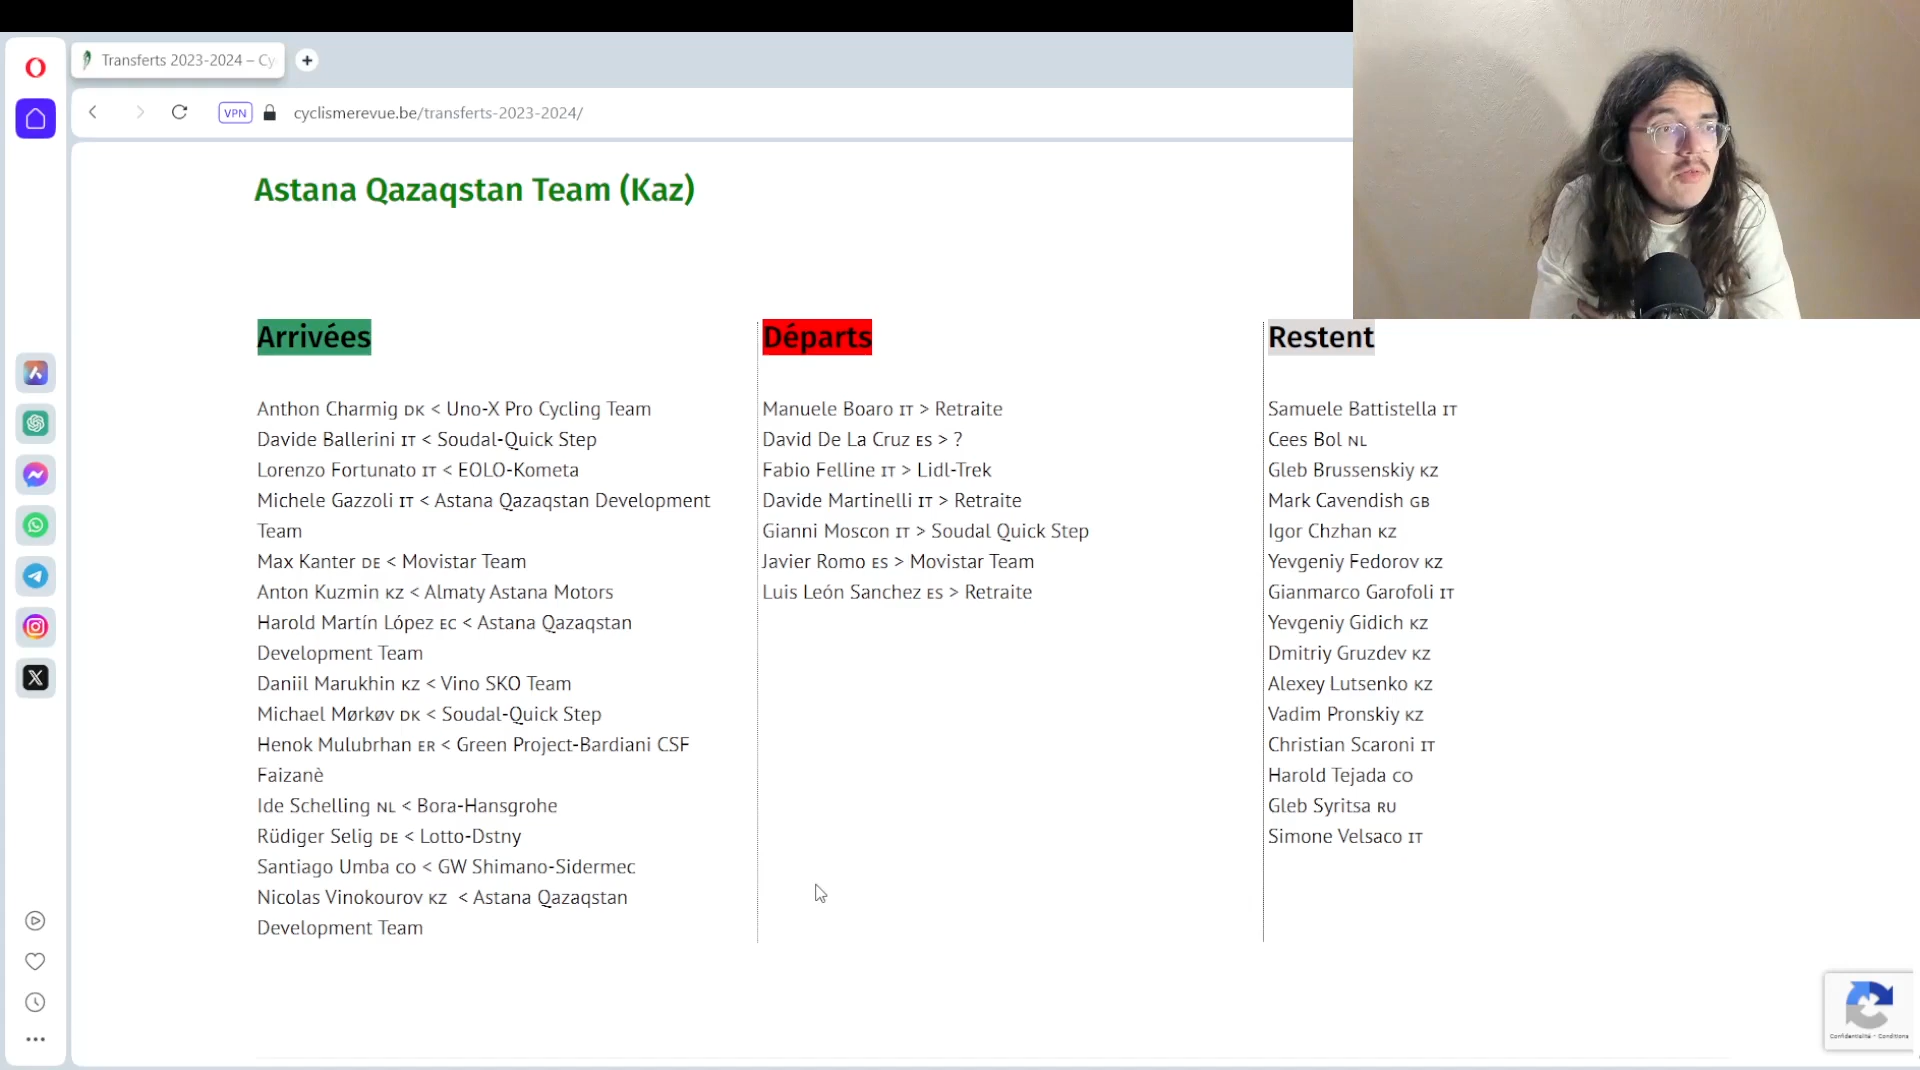 Transferts 2023-2024 – Cy
VPN
cyclismerevue.be/transferts-2023-2024/
Astana Qazaqstan Team (Kaz)
Arrivées
Anthon Charmig DK < Uno-X Pro Cycling Team
Davide Ballerini IT < Soudal-Quick Step
Lorenzo Fortunato IT < EOLO-Kometa
Michele Gazzoli IT < Astana Qazaqstan Development
Team
Max Kanter DE < Movistar Team
Anton Kuzmin KZ < Almaty Astana Motors
Harold Martín López EC < Astana Qazaqstan
Development Team
Daniil Marukhin KZ < Vino SKO Team
Michael Mørkøv DK < Soudal-Quick Step
Henok Mulubrhan ER < Green Project-Bardiani CSF
Faizanè
Ide Schelling NL < Bora-Hansgrohe
Rüdiger Selig DE < Lotto-Dstny
Santiago Umba CO < GW Shimano-Sidermec
Nicolas Vinokourov KZ < Astana Qazaqstan
Development Team
Départs
Manuele Boaro IT > Retraite
David De La Cruz ES > ?
Fabio Felline IT > Lidl-Trek
Davide Martinelli IT > Retraite
Gianni Moscon IT > Soudal Quick Step
Javier Romo ES > Movistar Team
Luis León Sanchez ES > Retraite
Restent
Samuele Battistella IT
Cees Bol NL
Gleb Brussenskiy KZ
Mark Cavendish GB
Igor Chzhan KZ
Yevgeniy Fedorov KZ
Gianmarco Garofoli IT
Yevgeniy Gidich KZ
Dmitriy Gruzdev KZ
Alexey Lutsenko KZ
Vadim Pronskiy KZ
Christian Scaroni IT
Harold Tejada CO
Gleb Syritsa RU
Simone Velsaco IT
Confidentialité - Conditions